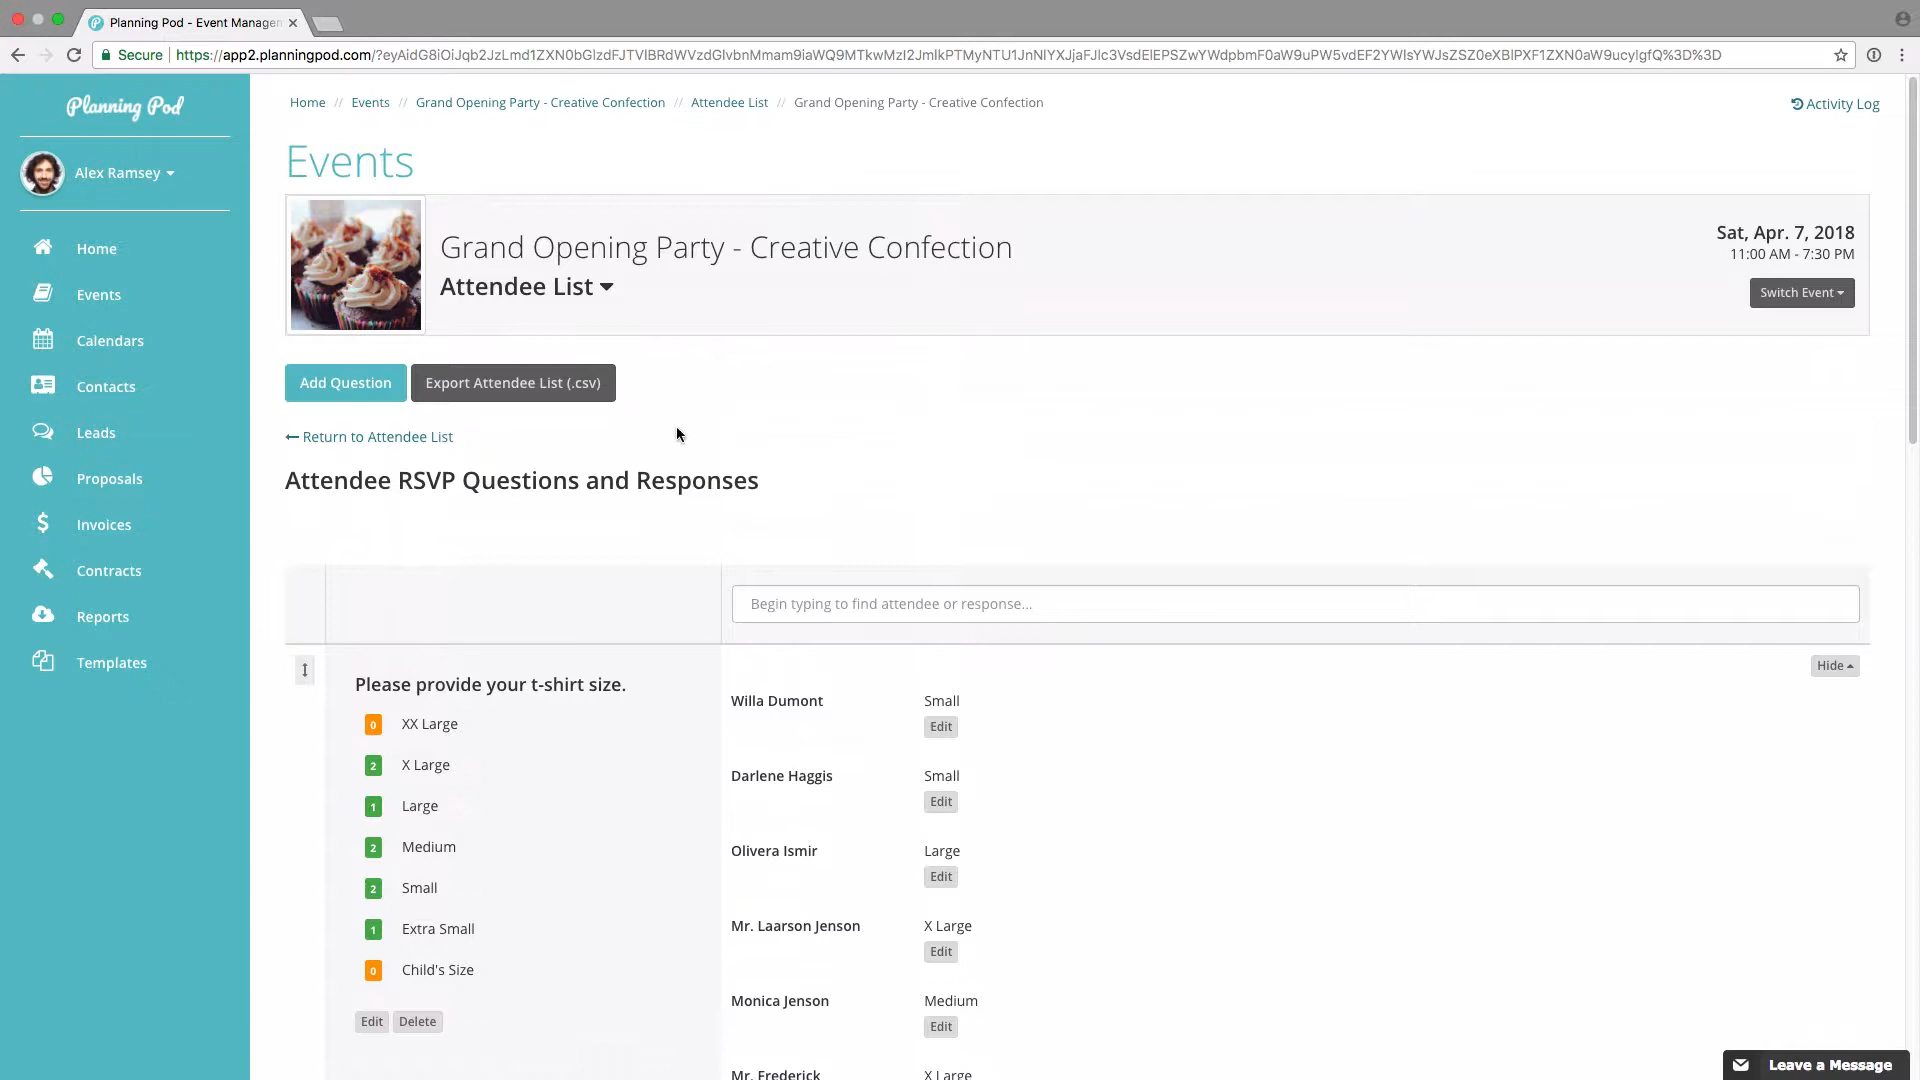 Planning Pod - Event Managem
Secure https://app2.planningpod.com/
Planning Pod
Alex Ramsey
Home
Events
Calendars
Contacts
Leads
Proposals
Invoices
Contracts
Reports
Templates
Home // Events // Grand Opening Party - Creative Confection // Attendee List // Grand Opening Party - Creative Confection
Activity Log
Events
Grand Opening Party - Creative Confection
Attendee List
Sat, Apr. 7, 2018
11:00 AM - 7:30 PM
Switch Event
Add Question
Export Attendee List (.csv)
Return to Attendee List
Attendee RSVP Questions and Responses
Begin typing to find attendee or response...
Hide
Please provide your t-shirt size.
0 XX Large
2 X Large
1 Large
2 Medium
2 Small
1 Extra Small
0 Child's Size
Edit Delete
Willa Dumont Small
Edit
Darlene Haggis Small
Edit
Olivera Ismir Large
Edit
Mr. Laarson Jenson X Large
Edit
Monica Jenson Medium
Edit
Mr. Frederick X Large
Leave a Message